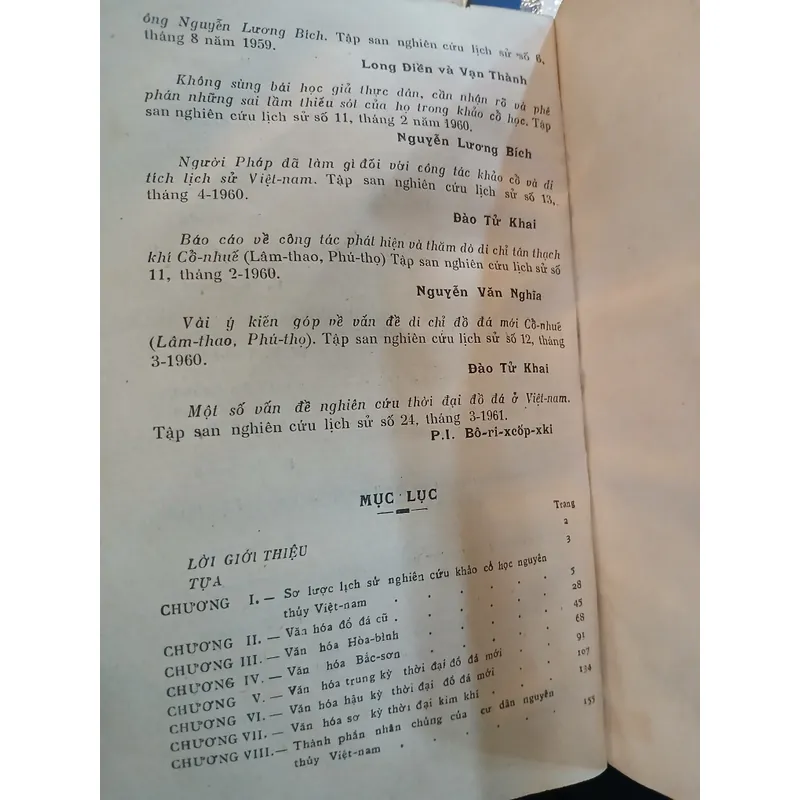 ông Nguyễn Lương Bích. Tập san nghiên cứu lịch sử số 6,
tháng 8 năm 1959.
Long Điền và Vạn Thành
Không sùng bái học giả thực dân, cần nhận rõ và phê
phán những sai lầm thiếu sót của họ trong khảo cổ học. Tập
san nghiên cứu lịch sử số 11, tháng 2 năm 1960.
Nguyễn Lương Bích
Người Pháp đã làm gì đối với công tác khảo cổ và di
tích lịch sử Việt-nam. Tập san nghiên cứu lịch sử số 13,
tháng 4-1960.
Đào Tử Khai
Báo cáo về công tác phát hiện và thăm dò di chỉ tân thạch
khí Cồ-nhuế (Lâm-thao, Phú-thọ) Tập san nghiên cứu lịch sử số
11, tháng 2-1960.
Nguyễn Văn Nghĩa
Vài ý kiến góp về vấn đề di chỉ đồ đá mới Cồ-nhuế
(Lâm-thao, Phú-thọ). Tập san nghiên cứu lịch sử số 12, tháng
3-1960.
Đào Tử Khai
Một số vấn đề nghiên cứu thời đại đồ đá ở Việt-nam.
Tập san nghiên cứu lịch sử số 24, tháng 3-1961.
P.I. Bô-ri-xcốp-xki
MỤC LỤC
Trang
LỜI GIỚI THIỆU 2
TỰA 3
CHƯƠNG I. — Sơ lược lịch sử nghiên cứu khảo cổ học nguyên
thủy Việt-nam . . . . . . 5
CHƯƠNG II. — Văn hóa đồ đá cũ . . . . . . 28
CHƯƠNG III. — Văn hóa Hòa-bình . . . . . 45
CHƯƠNG IV. — Văn hóa Bắc-sơn . . . . . 68
CHƯƠNG V. — Văn hóa trung kỳ thời đại đồ đá mới . . 91
CHƯƠNG VI. — Văn hóa hậu kỳ thời đại đồ đá mới . . 107
CHƯƠNG VII. — Văn hóa sơ kỳ thời đại kim khí . . . 134
CHƯƠNG VIII. — Thành phần nhân chủng của cư dân nguyên
thủy Việt-nam . . . . . . 155